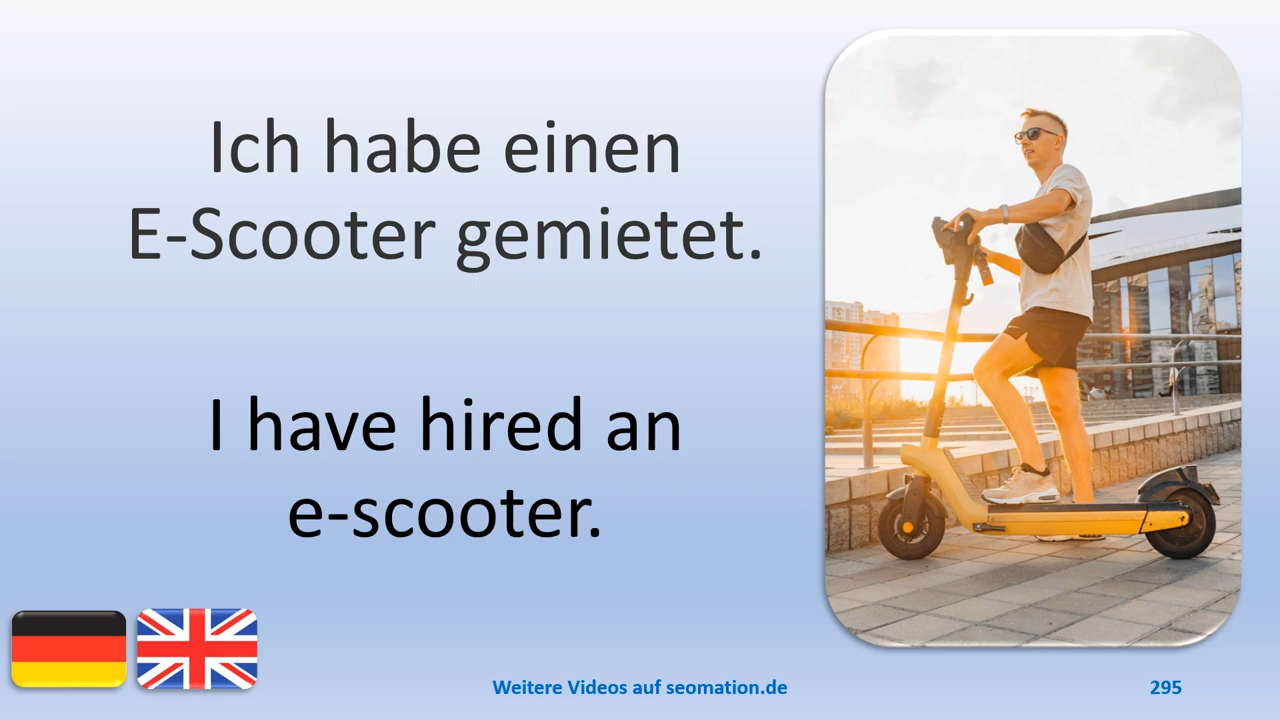 Ich habe einen
E-Scooter gemietet.
I have hired an
e-scooter.
Weitere Videos auf seomation.de
295